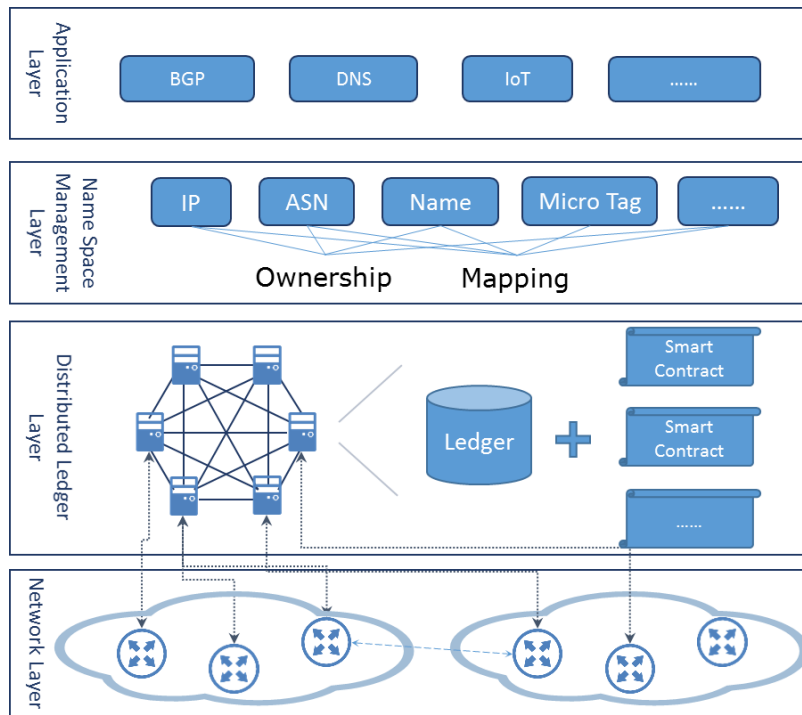 Application
Layer
BGP
DNS
IoT
......
Name Space
Management
Layer
IP
ASN
Name
Micro Tag
......
Ownership
Mapping
Distributed Ledger
Layer
Ledger
Smart
Contract
Smart
Contract
......
Network Layer